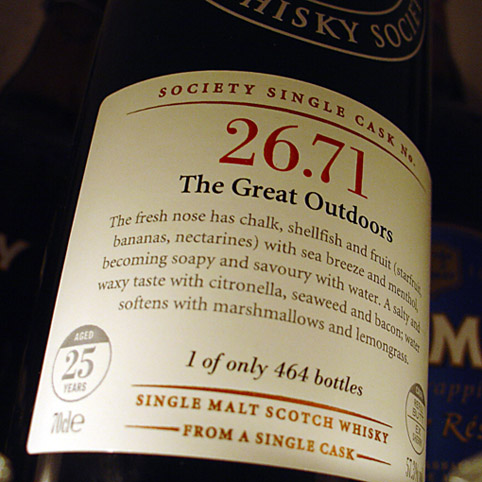 WHISKY SOCIETY
SOCIETY SINGLE CASK No.
26.71
The Great Outdoors
The fresh nose has chalk, shellfish and fruit (starfruit,
bananas, nectarines) with sea breeze and menthol,
becoming soapy and savoury with water. A salty and
waxy taste with citronella, seaweed and bacon; water
softens with marshmallows and lemongrass.
1 of only 464 bottles
AGED
25
YEARS
70cl e
SINGLE MALT SCOTCH WHISKY
FROM A SINGLE CASK